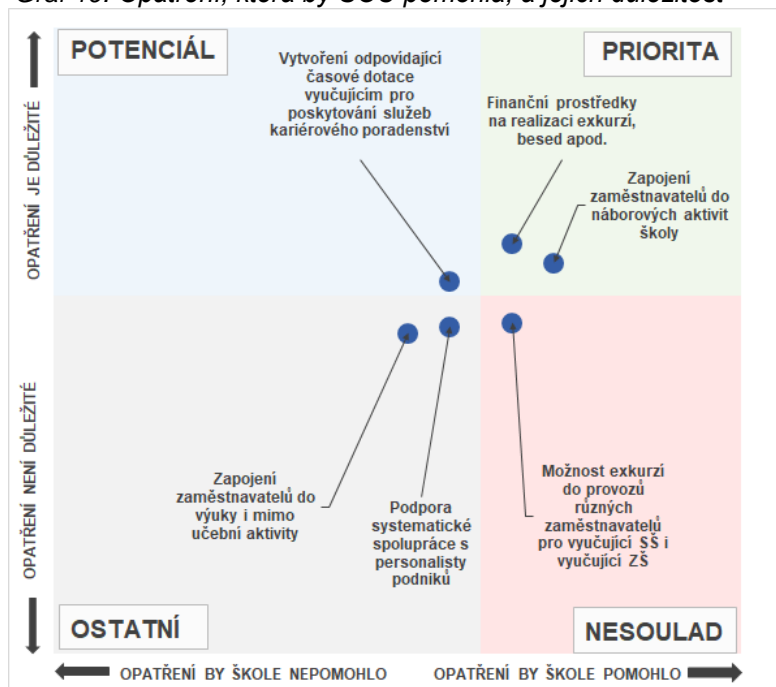 POTENCIÁL
PRIORITA
Vytvoření odpovídající
časové dotace
vyučujícím pro
poskytování služeb
kariérového poradenství
Finanční prostředky
na realizaci exkurzí,
besed apod.
Zapojení
zaměstnavatelů do
náborových aktivit
školy
OPATŘENÍ JE DŮLEŽITÉ
OPATŘENÍ NENÍ DŮLEŽITÉ
Zapojení
zaměstnavatelů do
výuky i mimo
učební aktivity
Podpora
systematické
spolupráce s
personalisty
podniků
Možnost exkurzí
do provozů
různých
zaměstnavatelů
pro vyučující SŠ i
vyučující ZŠ
OSTATNÍ
NESOULAD
OPATŘENÍ BY ŠKOLE NEPOMOHLO
OPATŘENÍ BY ŠKOLE POMOHLO